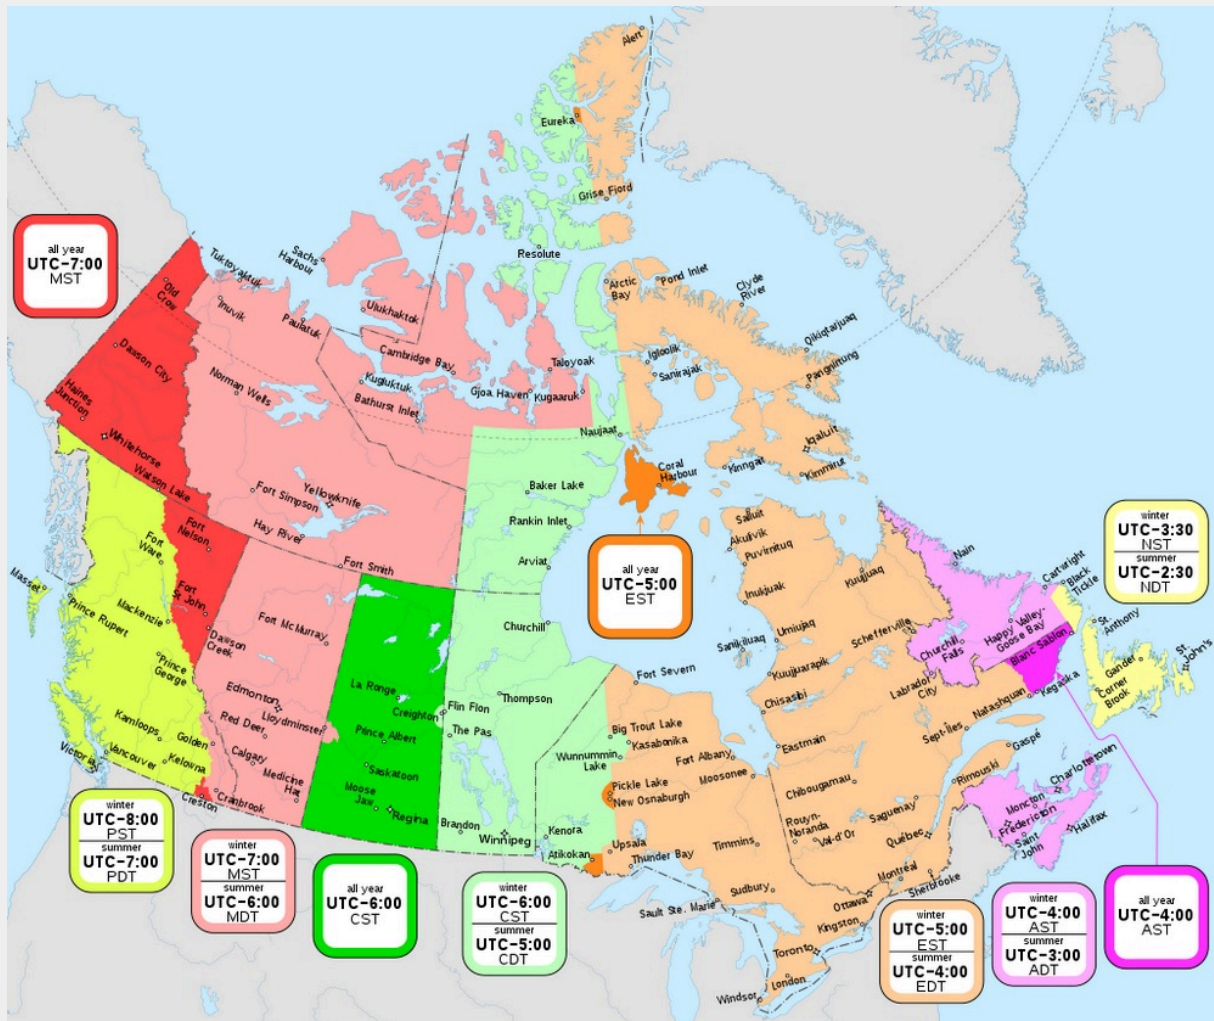 Alert
Eureka
Grise Fiord
Resolute
all year
UTC-7:00
MST
Sachs
Harbour
Tuktoyaktuk
Old
Crow
Inuvik
Paulatuk
Ulukhaktok
Arctic
Bay
Pond Inlet
Clyde
River
Qikiqtarjuaq
Pangnirtung
Igloolik
Sanirajak
Dawson City
Norman Wells
Cambridge Bay
Kugluktuk
Bathurst Inlet
Taloyoak
Gjoa Haven
Kugaaruk
Naujaat
Haines
Junction
Whitehorse
Watson Lake
Iqaluit
Kimmirut
Kinngait
Coral
Harbour
Fort Simpson
Yellowknife
Hay River
Fort Smith
Baker Lake
Rankin Inlet
Arviat
Fort
Nelson
Fort
Ware
Fort
St John
Masset
Prince Rupert
Mackenzie
Dawson
Creek
Prince
George
Fort McMurray
Churchill
all year
UTC-5:00
EST
Salluit
Akulivik
Puvirnituq
Inukjuak
Kuujjuaq
Umiujaq
Sanikiluaq
Kuujjuarapik
Chisasibi
Eastmain
Nain
Cartwright
Black
Tickle
Schefferville
Churchill
Falls
Happy Valley-
Goose Bay
Blanc Sablon
Labrador
City
Natashquan
Kegaska
St
Anthony
Gander
Corner
Brook
St.
John's
winter
UTC-3:30
NST
summer
UTC-2:30
NDT
Edmonton
Lloydminster
Red Deer
Calgary
Medicine
Hat
La Ronge
Creighton
Flin Flon
Prince Albert
The Pas
Thompson
Saskatoon
Moose
Jaw
Regina
Brandon
Winnipeg
Fort Severn
Big Trout Lake
Kasabonika
Wunnummin
Lake
Fort Albany
Pickle Lake
New Osnaburgh
Moosonee
Kenora
Atikokan
Upsala
Thunder Bay
Timmins
Sudbury
Sault Ste. Marie
Kamloops
Golden
Vancouver
Kelowna
Victoria
Creston
Cranbrook
Chibougamau
Rouyn-
Noranda
Val-d'Or
Saguenay
Québec
Sept-Îles
Gaspé
Rimouski
Charlottetown
Moncton
Fredericton
Saint
John
Halifax
Montréal
Sherbrooke
Ottawa
Kingston
Toronto
London
Windsor
winter
UTC-8:00
PST
summer
UTC-7:00
PDT
winter
UTC-7:00
MST
summer
UTC-6:00
MDT
all year
UTC-6:00
CST
winter
UTC-6:00
CST
summer
UTC-5:00
CDT
winter
UTC-5:00
EST
summer
UTC-4:00
EDT
winter
UTC-4:00
AST
summer
UTC-3:00
ADT
all year
UTC-4:00
AST